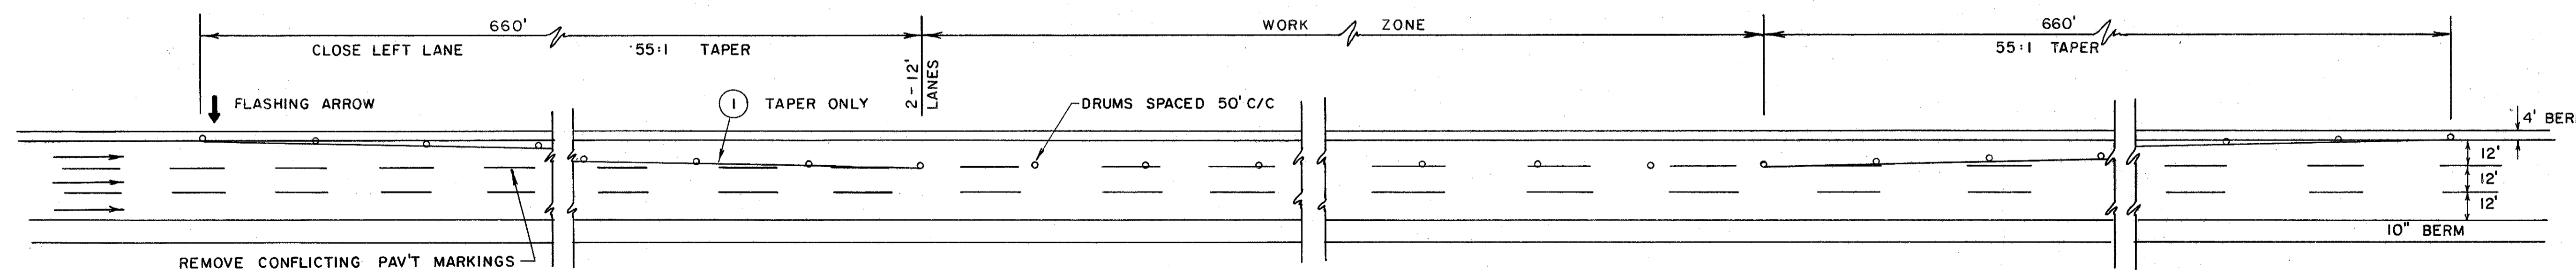 660'
WORK ZONE
660'
CLOSE LEFT LANE 55:1 TAPER
55:1 TAPER
2-12'
LANES
FLASHING ARROW
1 TAPER ONLY
DRUMS SPACED 50' C/C
4' BER
12'
12'
12'
10" BERM
REMOVE CONFLICTING PAV'T MARKINGS